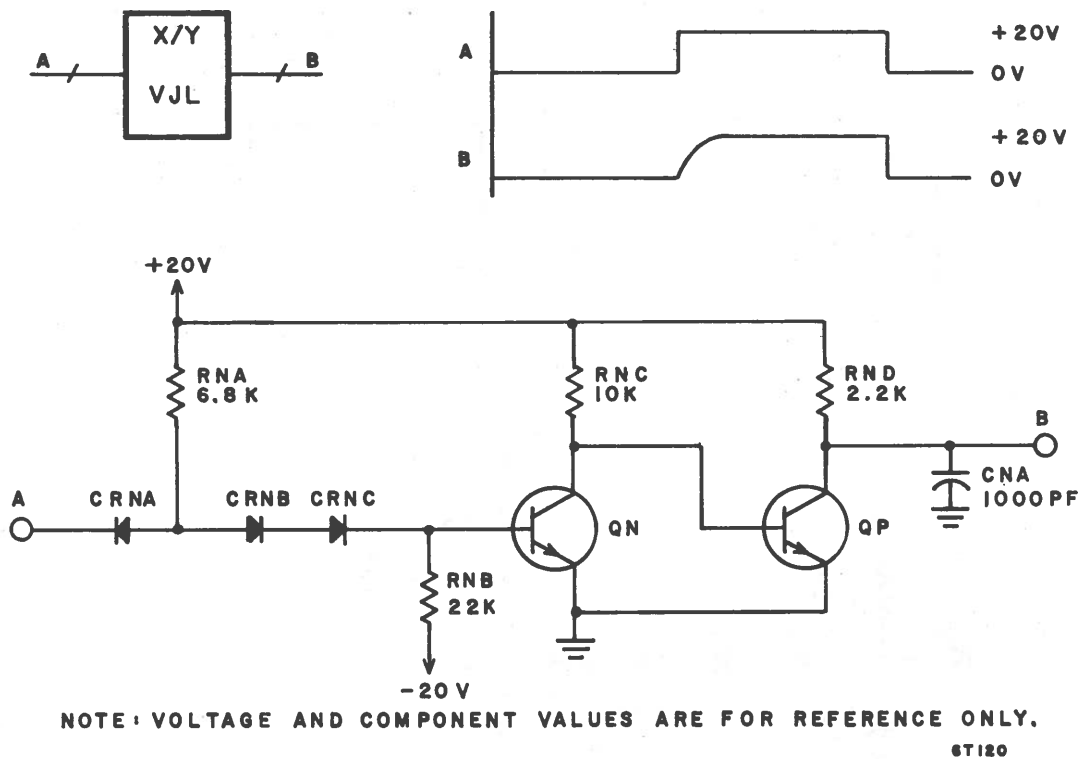 X/Y
A
B
VJL
A
+20V
0V
B
+20V
0V
+20V
RNA
6.8K
RNC
10K
RND
2.2K
B
A
CRNA
CRNB
CRNC
QN
QP
CNA
1000PF
RNB
22K
-20V
NOTE: VOLTAGE AND COMPONENT VALUES ARE FOR REFERENCE ONLY.
6T120